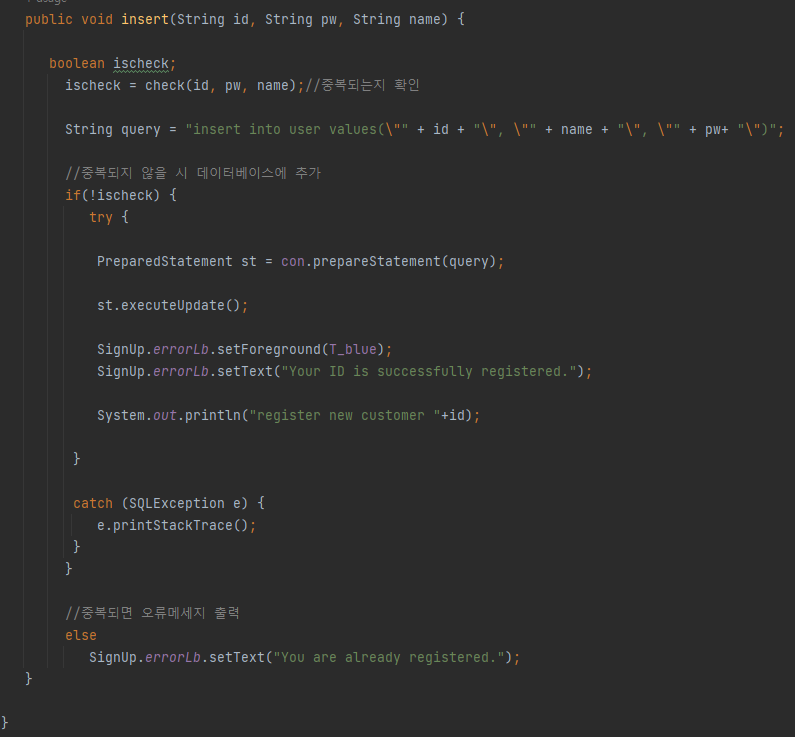 public void insert(String id, String pw, String name) {
boolean ischeck;
ischeck = check(id, pw, name);//중복되는지 확인
String query = "insert into user values(\"" + id + "\", \"" + name + "\", \"" + pw+ "\")";
//중복되지 않을 시 데이터베이스에 추가
if(!ischeck) {
try {
PreparedStatement st = con.prepareStatement(query);
st.executeUpdate();
SignUp.errorLb.setForeground(T_blue);
SignUp.errorLb.setText("Your ID is successfully registered.");
System.out.println("register new customer "+id);
}
catch (SQLException e) {
e.printStackTrace();
}
}
//중복되면 오류메세지 출력
else
SignUp.errorLb.setText("You are already registered.");
}
}